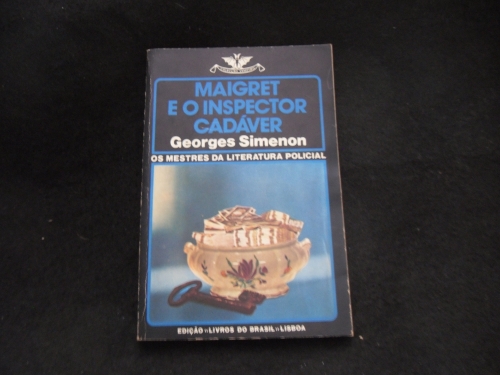 MAIGRET
E O INSPECTOR
CADÁVER
Georges Simenon
OS MESTRES DA LITERATURA POLICIAL
EDIÇÃO «LIVROS DO BRASIL» LISBOA